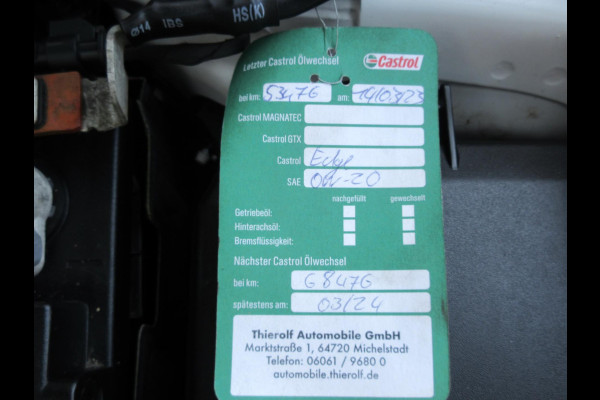 HS(K)
14 IBS
Letzter Castrol Ölwechsel Castrol
bei km: 53476 am: 14/03/23
Castrol MAGNATEC
Castrol GTX
Castrol Edge
SAE 0W-20
nachgefüllt gewechselt
Getriebeöl:
Hinterachsöl:
Bremsflüssigkeit:
Nächster Castrol Ölwechsel
bei km: 68476
spätestens am: 03/24
Thierolf Automobile GmbH
Marktstraße 1, 64720 Michelstadt
Telefon: 06061 / 9680 0
automobile.thierolf.de